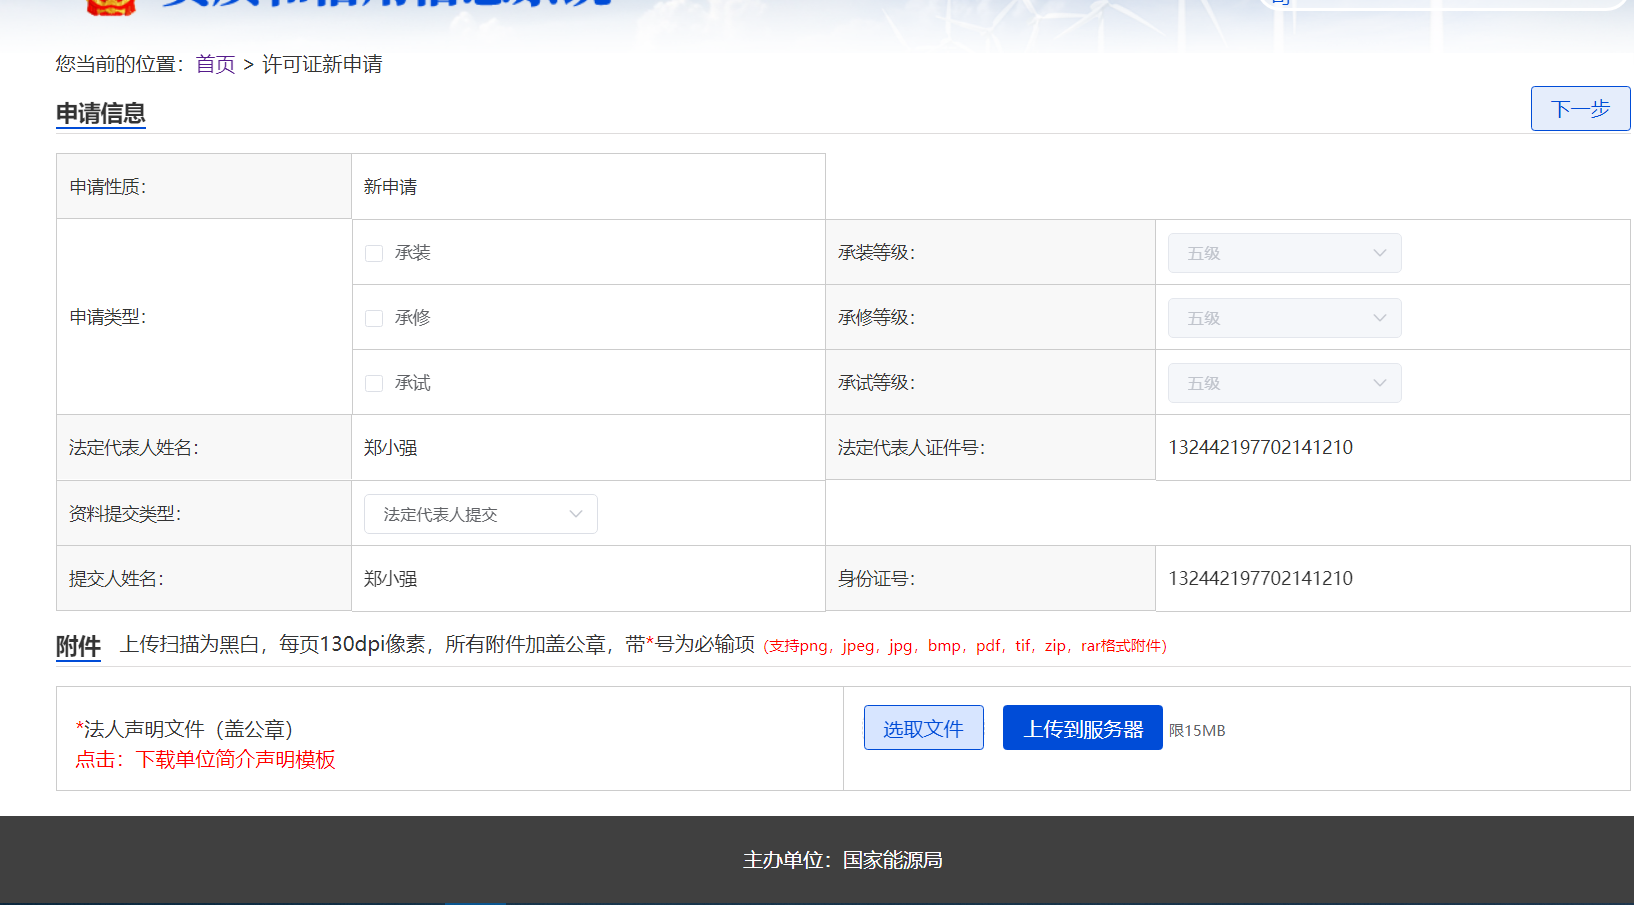 资质和信用信息系统
您当前的位置：首页 > 许可证新申请
申请信息
下一步
申请性质：
新申请
申请类型：
承装
承装等级：
五级
承修
承修等级：
五级
承试
承试等级：
五级
法定代表人姓名：
郑小强
法定代表人证件号：
132442197702141210
资料提交类型：
法定代表人提交
提交人姓名：
郑小强
身份证号：
132442197702141210
附件 上传扫描为黑白，每页130dpi像素，所有附件加盖公章，带*号为必输项（支持png，jpeg，jpg，bmp，pdf，tif，zip，rar格式附件）
*法人声明文件（盖公章）
点击：下载单位简介声明模板
选取文件
上传到服务器
限15MB
主办单位：国家能源局